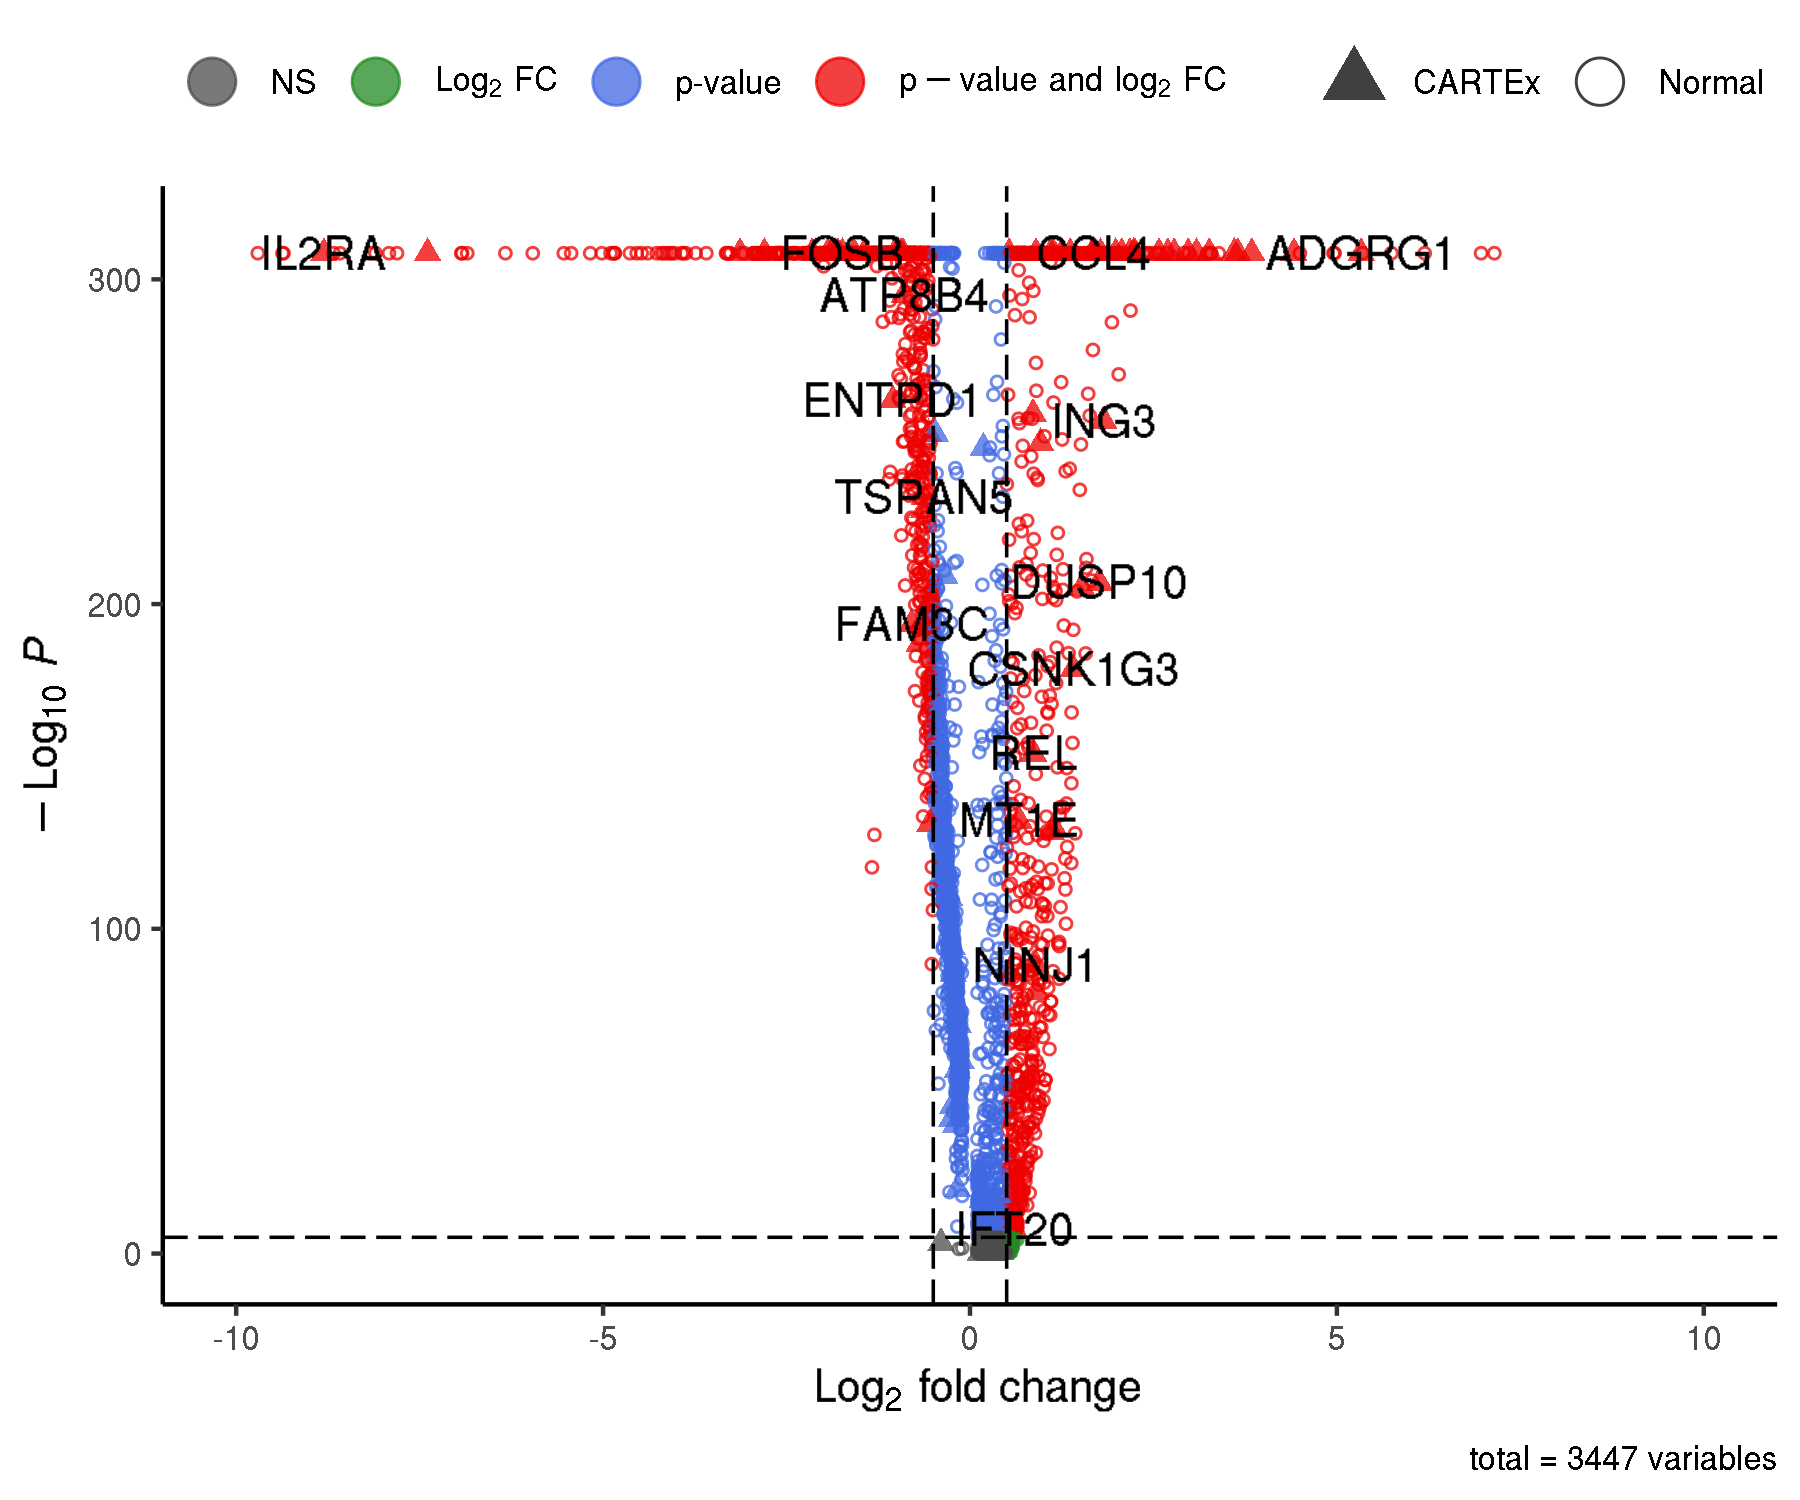 NS Log2 FC p-value p – value and log2 FC CARTEx Normal
IL2RA FOSB CCL4 ADGRG1
300
ATP8B4
ENTPD1
ING3
TSPAN5
DUSP10
200
FAM3C
CSNK1G3
– Log10 P
REL
MT1E
NINJ1
100
IFT20
0
-10 -5 0 5 10
Log2 fold change
total = 3447 variables